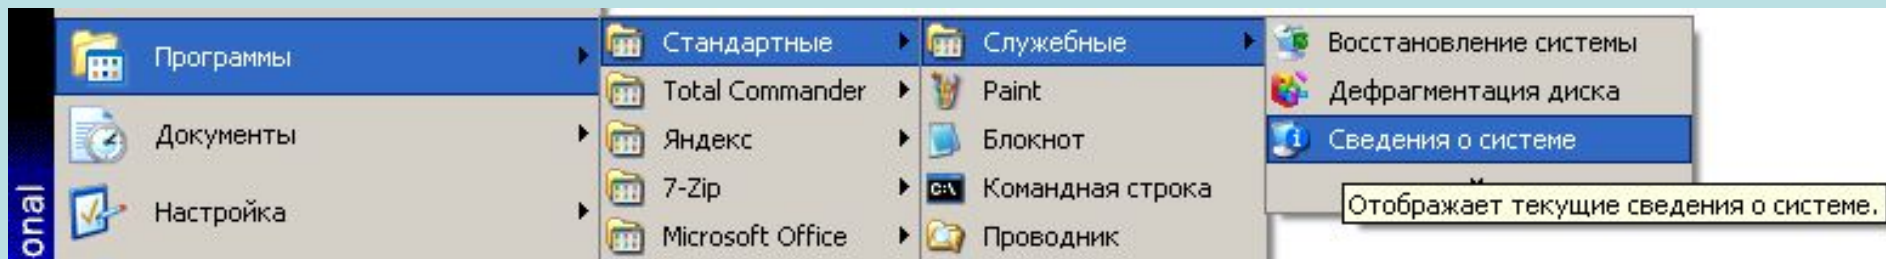 Программы
Документы
Настройка
onal
Стандартные
Total Commander
Яндекс
7-Zip
Microsoft Office
Служебные
Paint
Блокнот
Командная строка
Проводник
Восстановление системы
Дефрагментация диска
Сведения о системе
Отображает текущие сведения о системе.